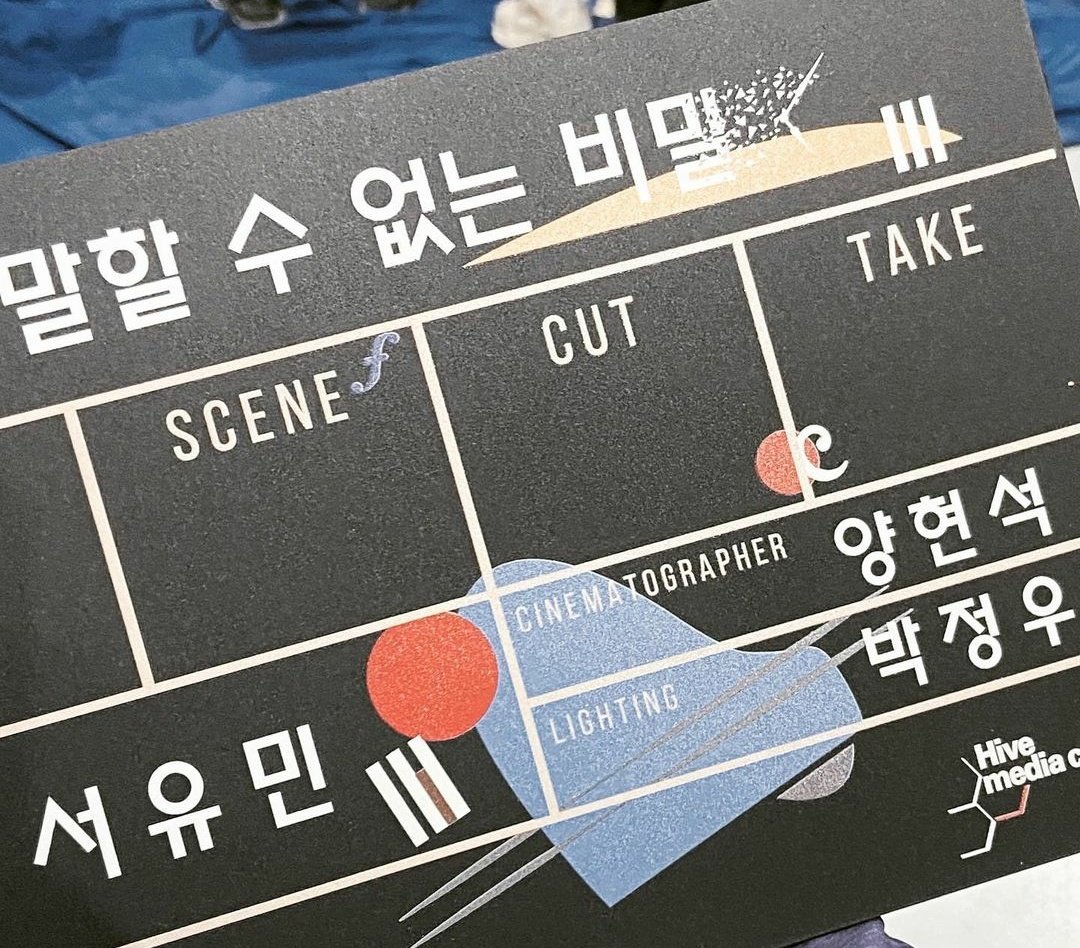 말할 수 없는 비밀
SCENE CUT TAKE
CINEMATOGRAPHER 양현석
LIGHTING 박정우
서유민
Hive
media c